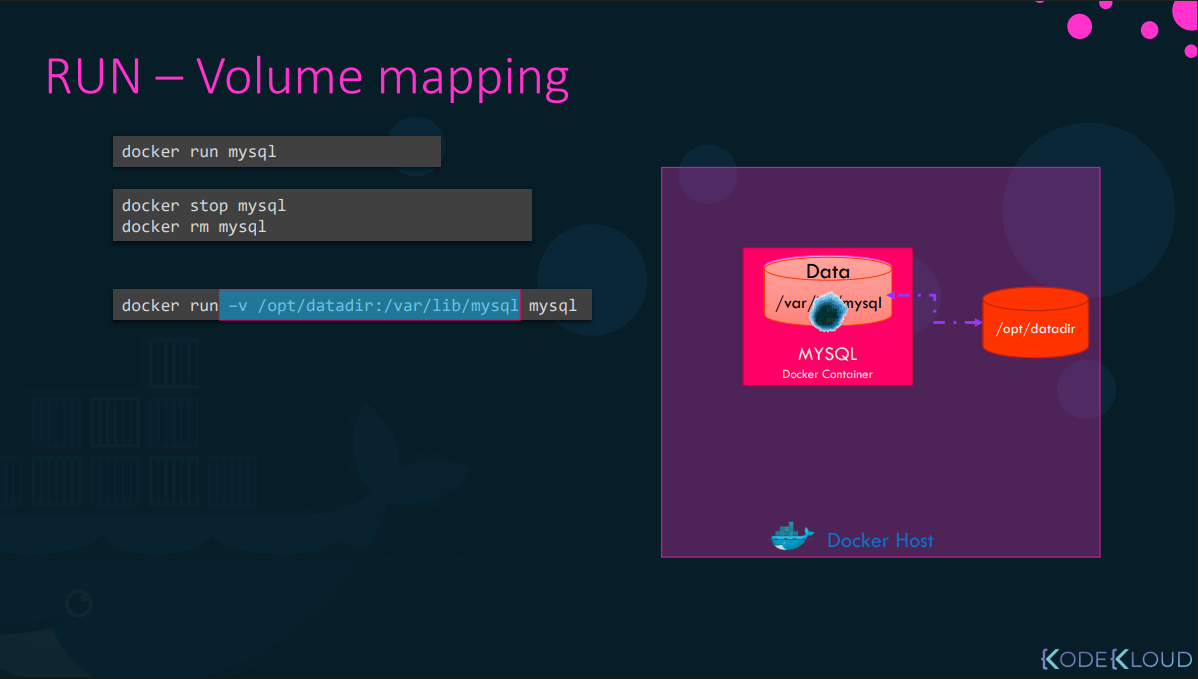 RUN – Volume mapping
docker run mysql
docker stop mysql
docker rm mysql
docker run -v /opt/datadir:/var/lib/mysql mysql
Data
/var mysql
MYSQL
Docker Container
/opt/datadir
Docker Host
KODEKLOUD